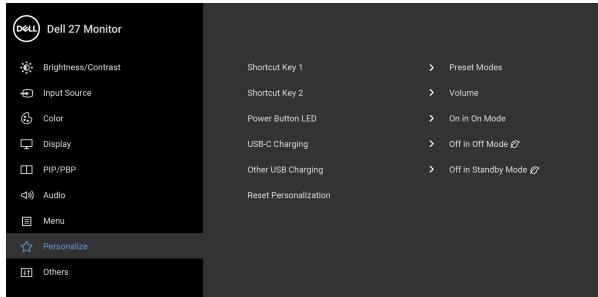 DELL Dell 27 Monitor
Brightness/Contrast
Input Source
Color
Display
PIP/PBP
Audio
Menu
Personalize
Others
Shortcut Key 1 > Preset Modes
Shortcut Key 2 > Volume
Power Button LED > On in On Mode
USB-C Charging > Off in Off Mode
Other USB Charging > Off in Standby Mode
Reset Personalization